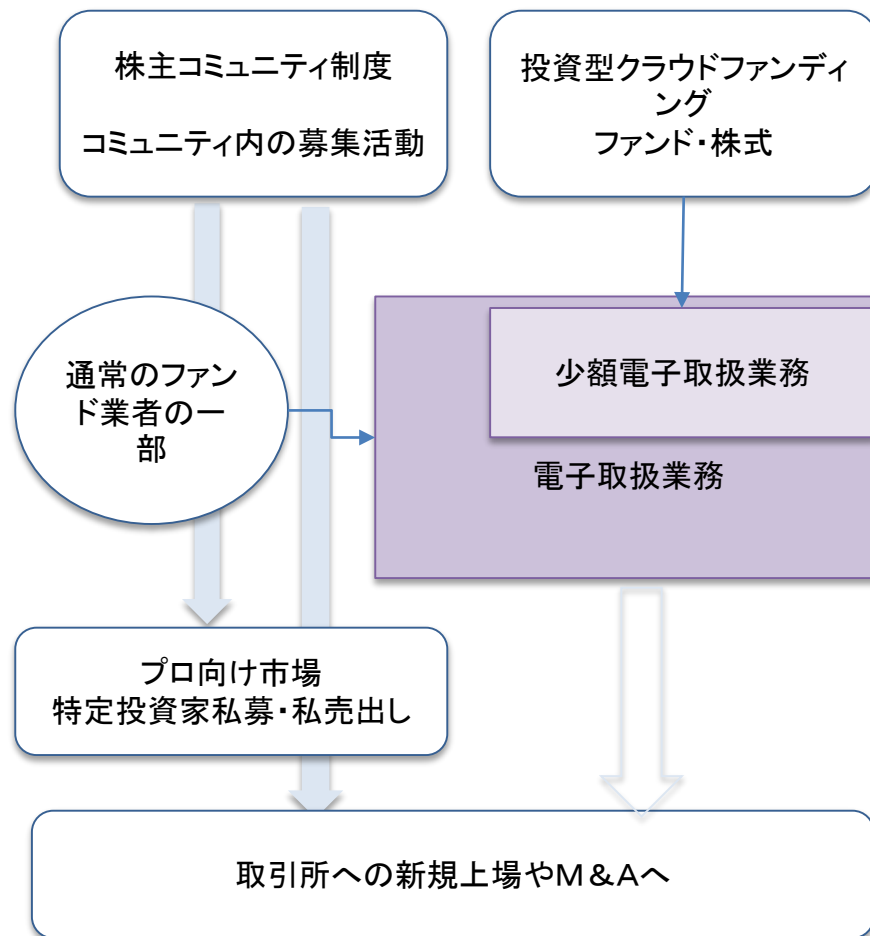 株主コミュニティ制度
コミュニティ内の募集活動
投資型クラウドファンディ
ング
ファンド・株式
通常のファン
ド業者の一
部
少額電子取扱業務
電子取扱業務
プロ向け市場
特定投資家私募・私売出し
取引所への新規上場やM&Aへ